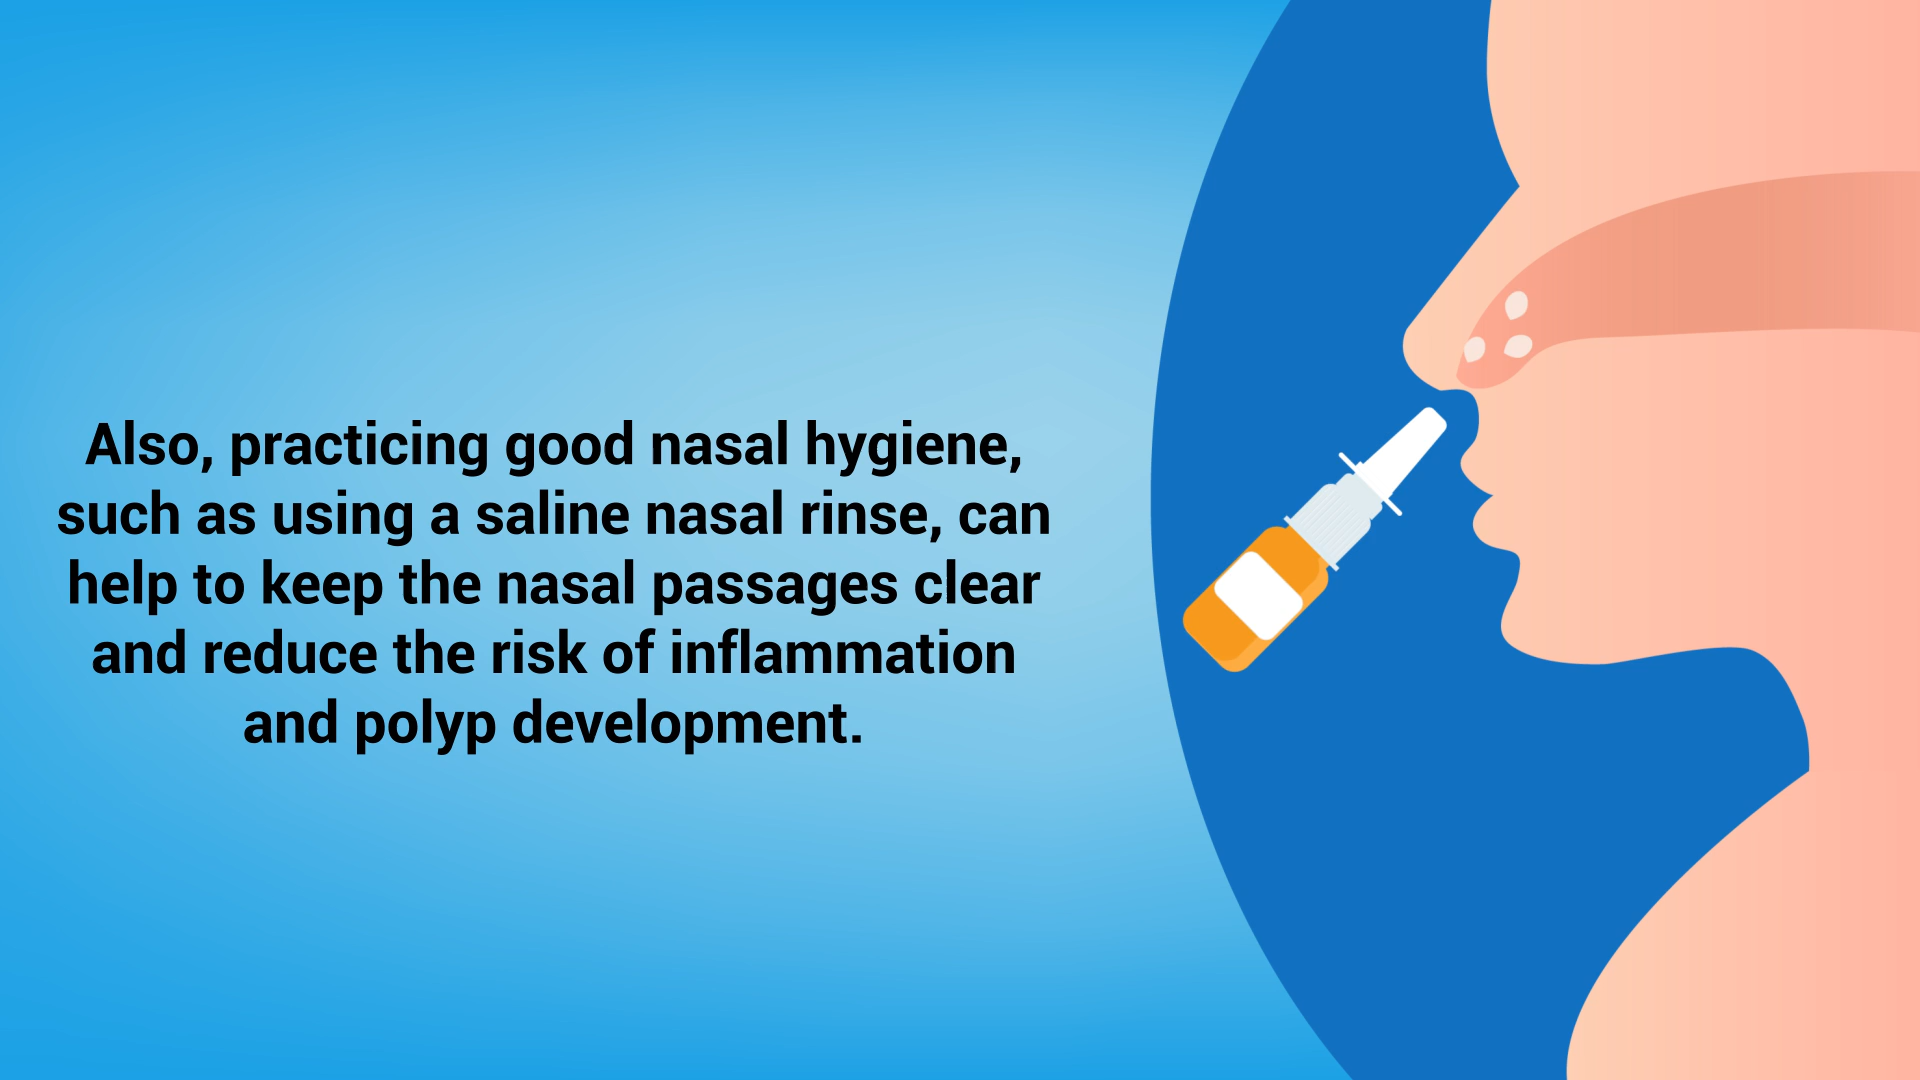 Also, practicing good nasal hygiene,
such as using a saline nasal rinse, can
help to keep the nasal passages clear
and reduce the risk of inflammation
and polyp development.